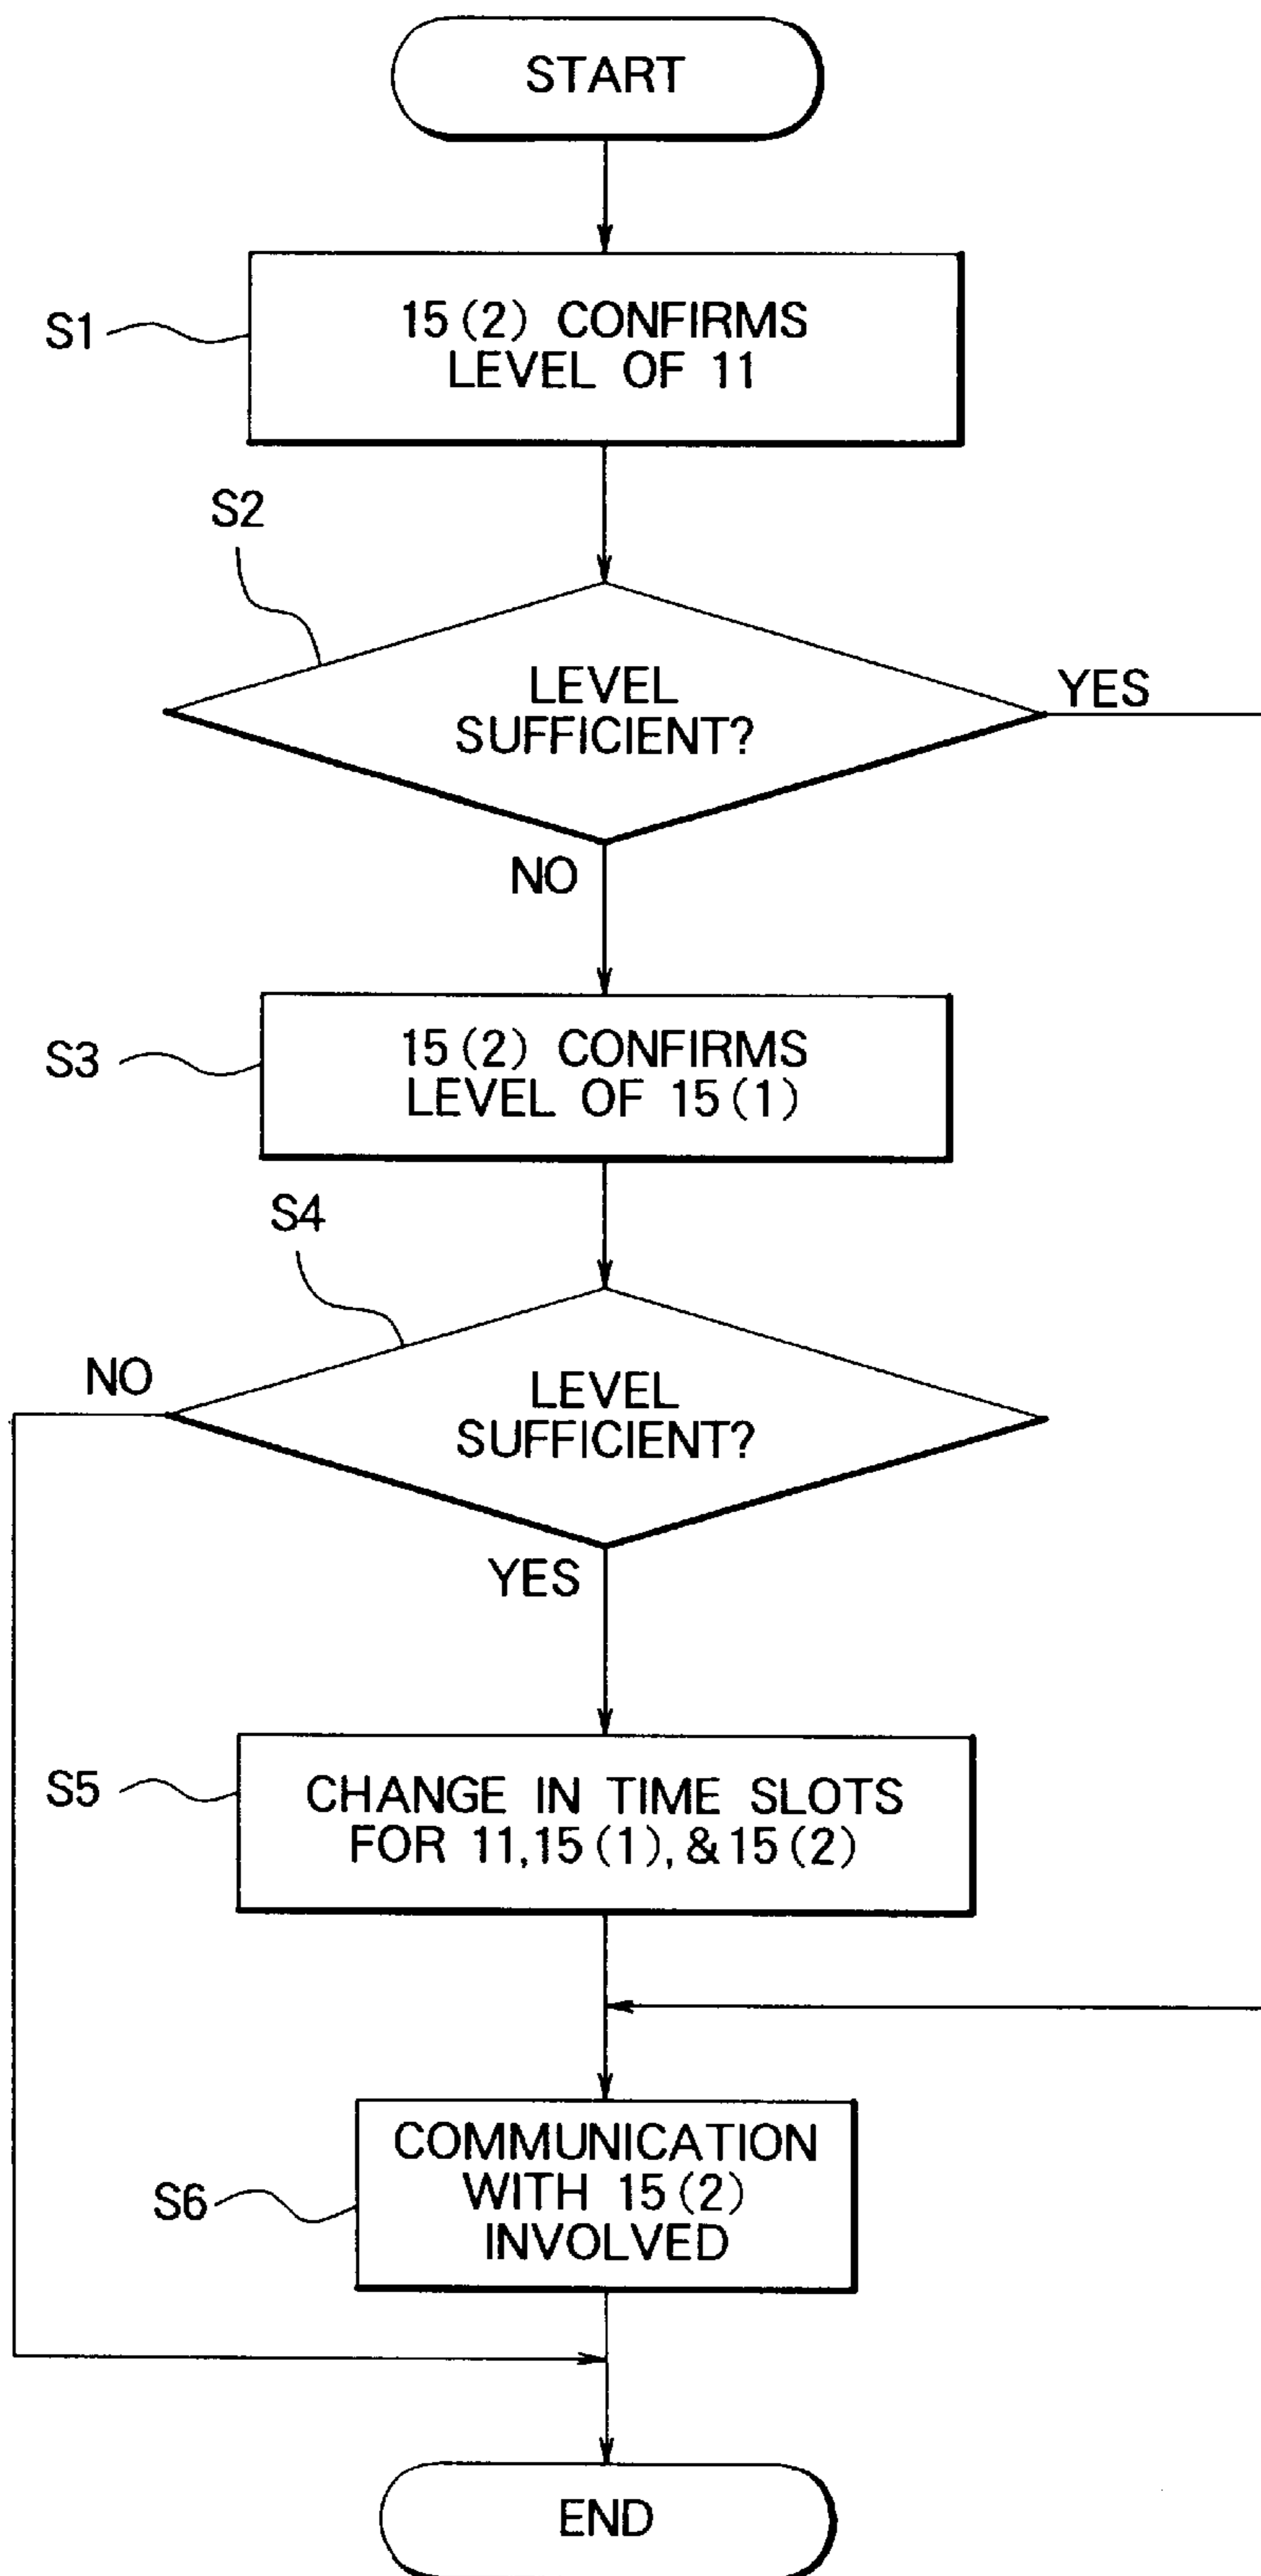 START
S1
15(2) CONFIRMS
LEVEL OF 11
S2
LEVEL
SUFFICIENT?
YES
NO
S3
15(2) CONFIRMS
LEVEL OF 15(1)
S4
NO
LEVEL
SUFFICIENT?
YES
S5
CHANGE IN TIME SLOTS
FOR 11,15(1),&15(2)
S6
COMMUNICATION
WITH 15(2)
INVOLVED
END